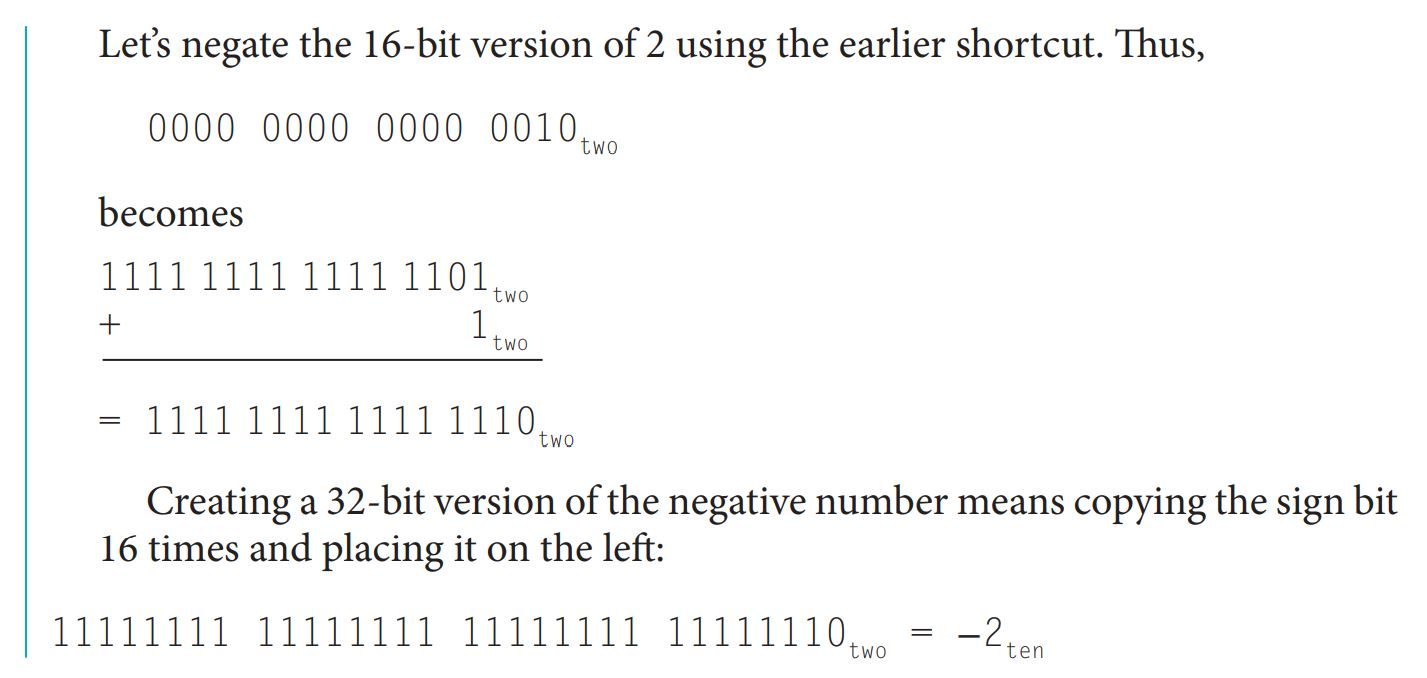 Let's negate the 16-bit version of 2 using the earlier shortcut. Thus,
0000 0000 0000 0010two
becomes
1111 1111 1111 1101two
+ 1two
= 1111 1111 1111 1110two
Creating a 32-bit version of the negative number means copying the sign bit
16 times and placing it on the left:
11111111 11111111 11111111 11111110two = –2ten